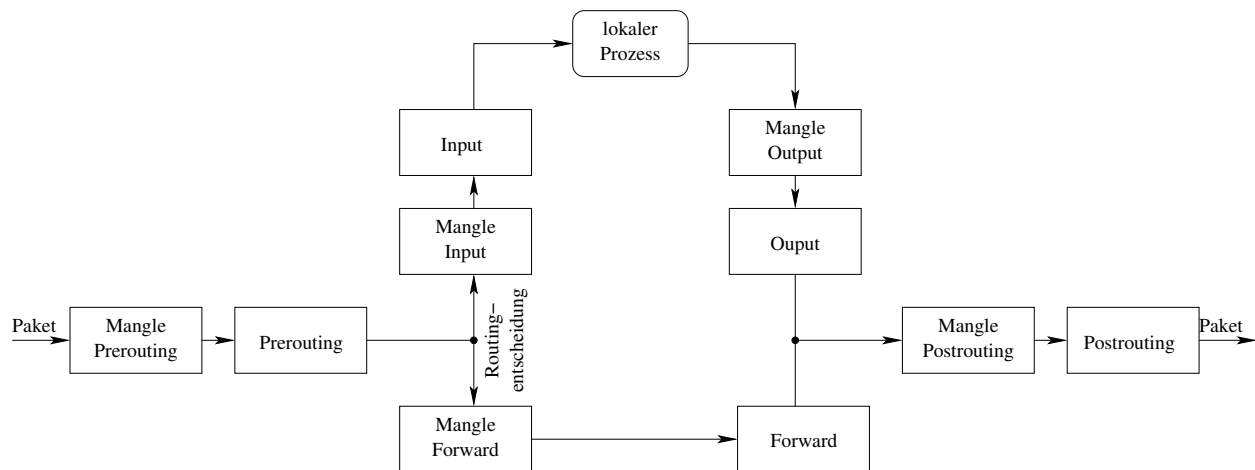 lokaler
Prozess
Input
Mangle
Output
Mangle
Input
Ouput
Paket
Mangle
Prerouting
Prerouting
Routing-
entscheidung
Mangle
Postrouting
Postrouting
Paket
Mangle
Forward
Forward